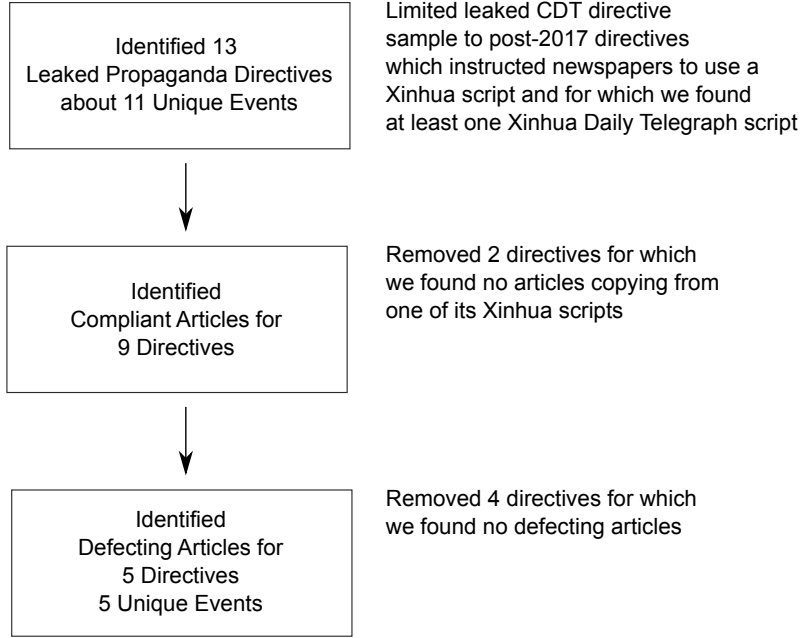 Identified 13
Leaked Propaganda Directives
about 11 Unique Events
Limited leaked CDT directive
sample to post-2017 directives
which instructed newspapers to use a
Xinhua script and for which we found
at least one Xinhua Daily Telegraph script
Identified
Compliant Articles for
9 Directives
Removed 2 directives for which
we found no articles copying from
one of its Xinhua scripts
Identified
Defecting Articles for
5 Directives
5 Unique Events
Removed 4 directives for which
we found no defecting articles